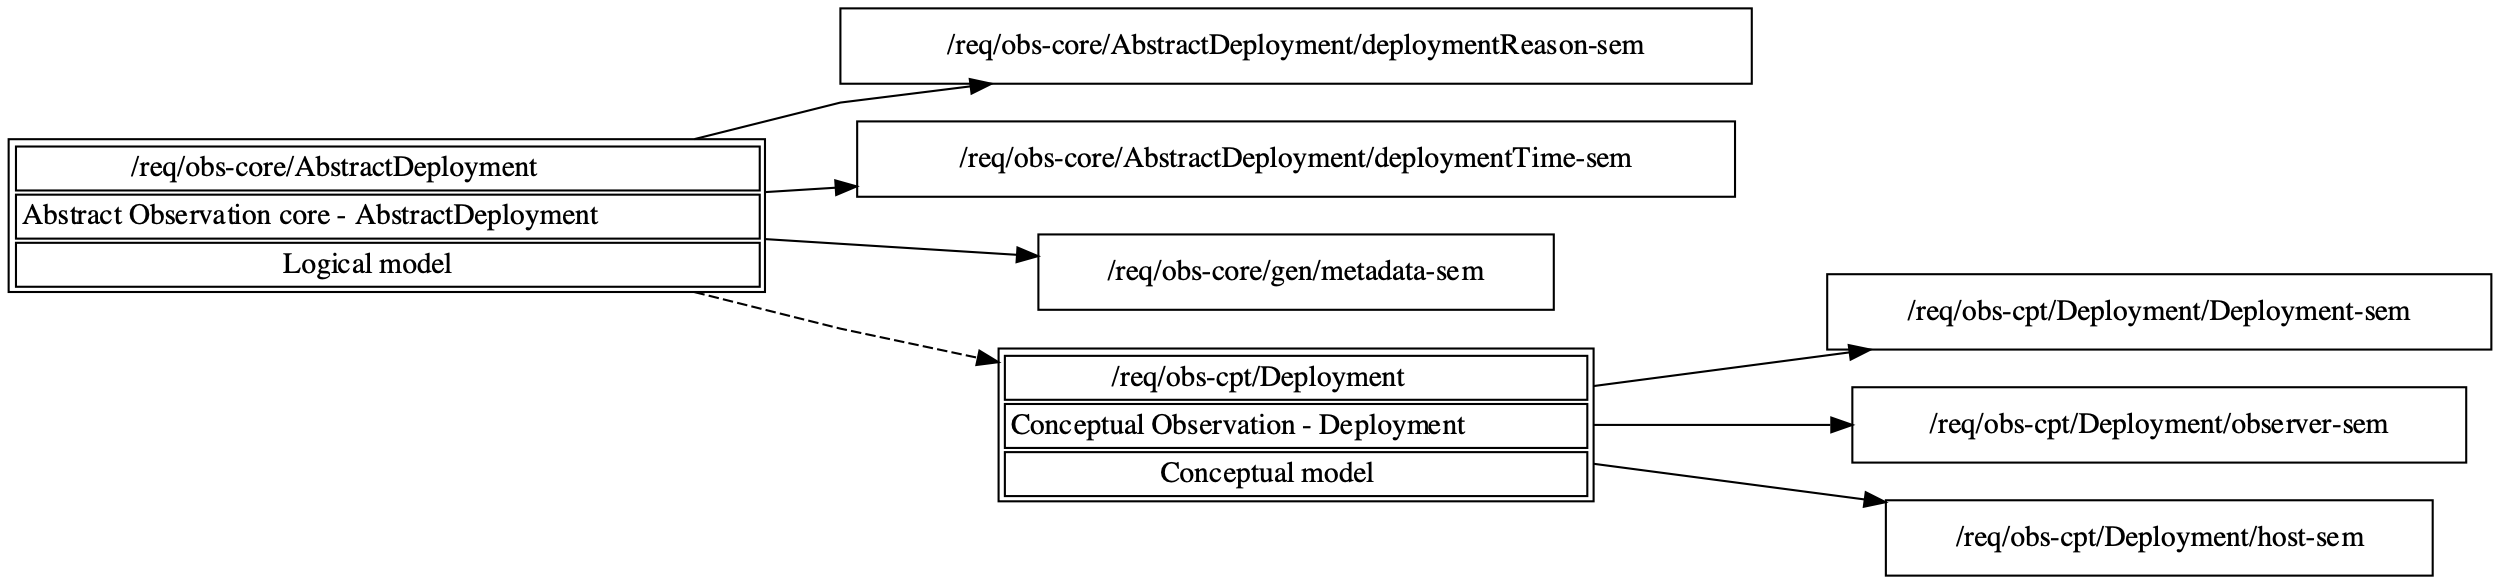 /req/obs-core/AbstractDeployment/deploymentReason-sem
/req/obs-core/AbstractDeployment
Abstract Observation core - AbstractDeployment
Logical model
/req/obs-core/AbstractDeployment/deploymentTime-sem
/req/obs-core/gen/metadata-sem
/req/obs-cpt/Deployment
Conceptual Observation - Deployment
Conceptual model
/req/obs-cpt/Deployment/Deployment-sem
/req/obs-cpt/Deployment/observer-sem
/req/obs-cpt/Deployment/host-sem